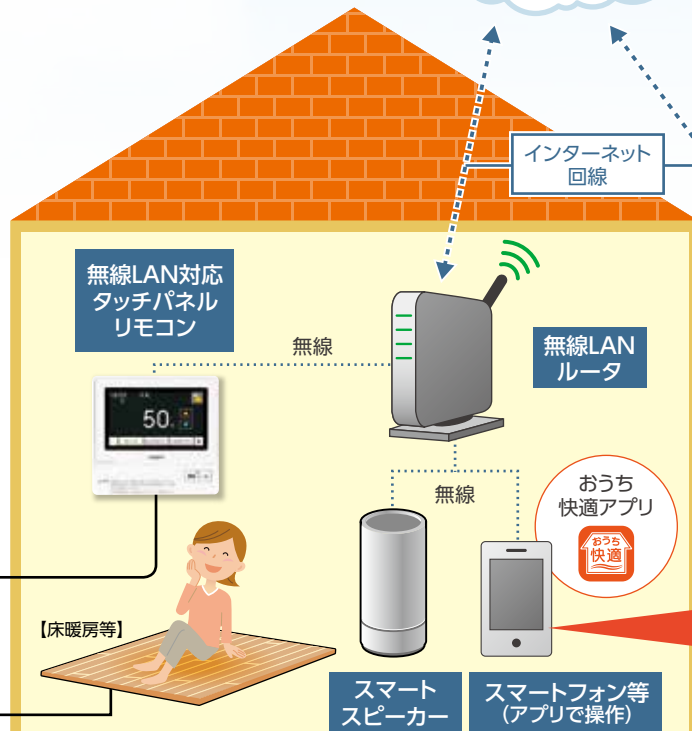 インターネット
回線
無線LAN対応
タッチパネル
リモコン
無線
無線LAN
ルータ
50
無線
おうち
快適アプリ
おうち
快適
【床暖房等】
スマート
スピーカー
スマートフォン等
(アプリで操作)